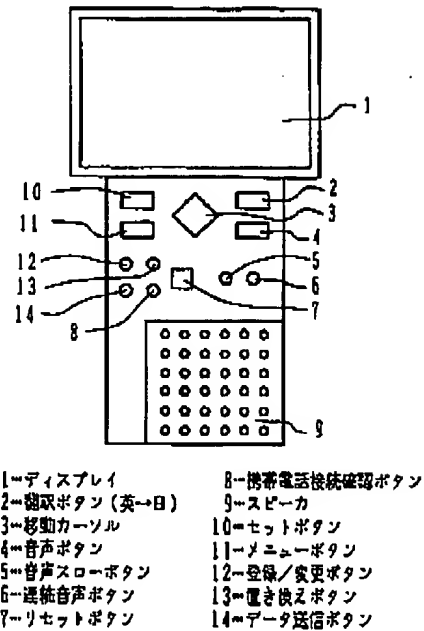 1
10
2
3
11
4
12
5
13
6
14
7
8
9
1…ディスプレイ
2…翻訳ボタン(英→日)
3…移動カーソル
4…音声ボタン
5…音声スローボタン
6…連続音声ボタン
7…リセットボタン
8…携帯電話接続確認ボタン
9…スピーカ
10…セットボタン
11…メニューボタン
12…登録/変更ボタン
13…置き換えボタン
14…データ送信ボタン